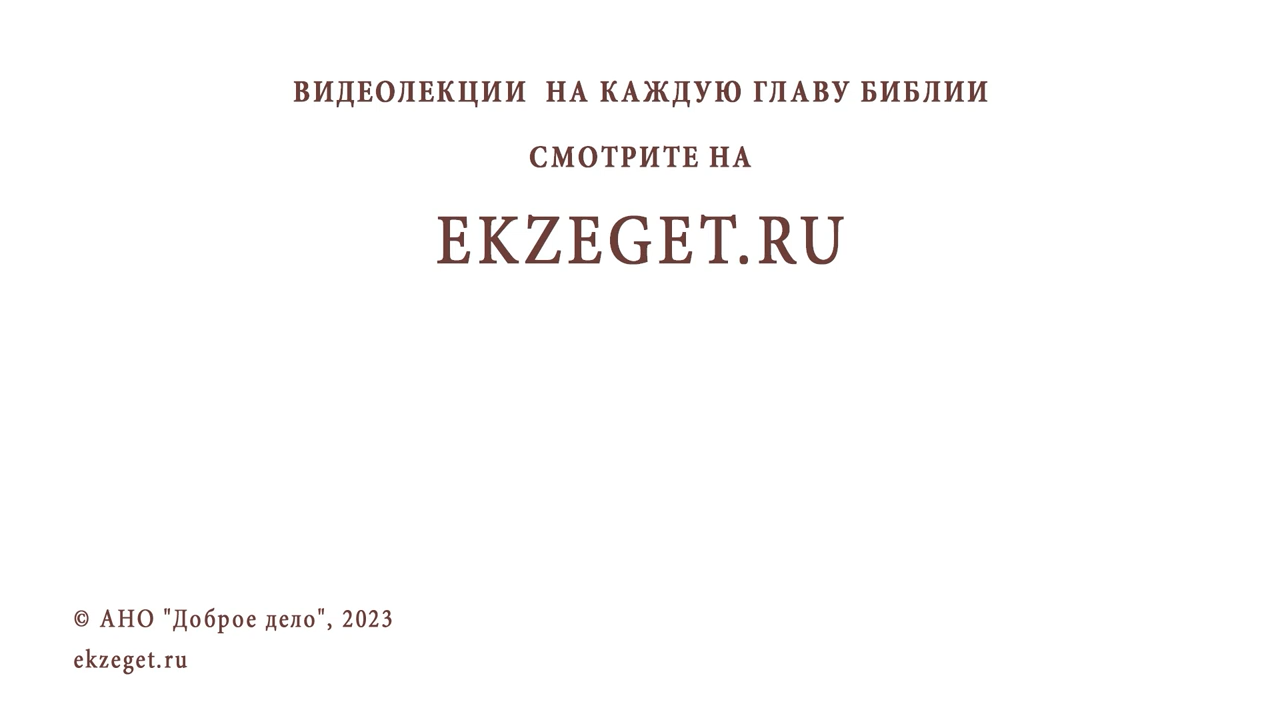 ВИДЕОЛЕКЦИИ НА КАЖДУЮ ГЛАВУ БИБЛИИ
СМОТРИТЕ НА
EKZEGET.RU
© АНО "Доброе дело", 2023
ekzeget.ru